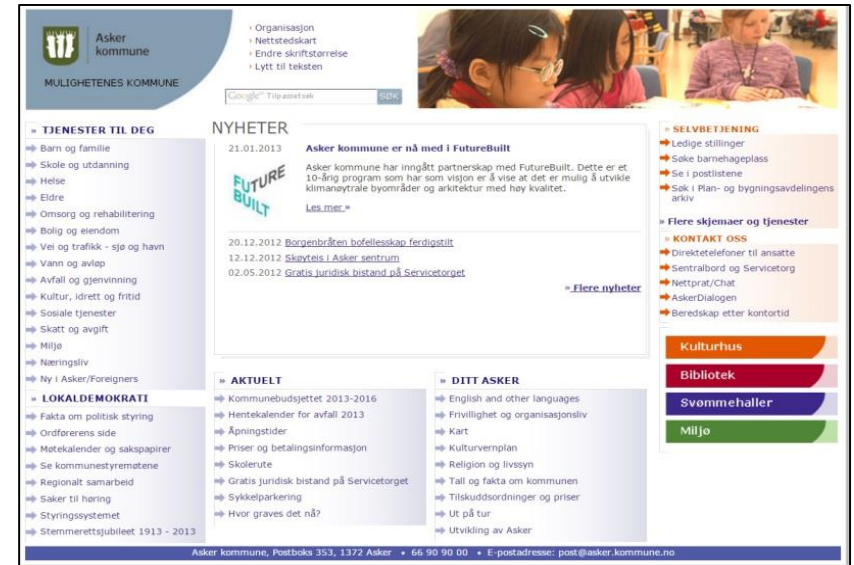 Asker
kommune
MULIGHETENES KOMMUNE
Organisasjon
Nettstedskart
Endre skriftstørrelse
Lytt til teksten
Google™ Tilpasset søk
SØK
» TJENESTER TIL DEG
Barn og familie
Skole og utdanning
Helse
Eldre
Omsorg og rehabilitering
Bolig og eiendom
Vei og trafikk - sjø og havn
Vann og avløp
Avfall og gjenvinning
Kultur, idrett og fritid
Sosiale tjenester
Skatt og avgift
Miljø
Næringsliv
Ny i Asker/Foreigners
» LOKALDEMOKRATI
Fakta om politisk styring
Ordførerens side
Møtekalender og sakspapirer
Se kommunestyremøtene
Regionalt samarbeid
Saker til høring
Styringssystemet
Stemmerettsjubileet 1913 - 2013
NYHETER
21.01.2013 Asker kommune er nå med i FutureBuilt
FUTURE
BUILT
Asker kommune har inngått partnerskap med FutureBuilt. Dette er et
10-årig program som har som visjon er å vise at det er mulig å utvikle
klimanøytrale byområder og arkitektur med høy kvalitet.
Les mer »
20.12.2012 Borgenbråten bofellesskap ferdigstilt
12.12.2012 Skøyteis i Asker sentrum
02.05.2012 Gratis juridisk bistand på Servicetorget
» Flere nyheter
» AKTUELT
Kommunebudsjettet 2013-2016
Hentekalender for avfall 2013
Åpningstider
Priser og betalingsinformasjon
Skolerute
Gratis juridisk bistand på Servicetorget
Sykkelparkering
Hvor graves det nå?
» DITT ASKER
English and other languages
Frivillighet og organisasjonsliv
Kart
Kulturvernplan
Religion og livssyn
Tall og fakta om kommunen
Tilskuddsordninger og priser
Ut på tur
Utvikling av Asker
» SELVBETJENING
Ledige stillinger
Søke barnehageplass
Se i postlistene
Søk i Plan- og bygningsavdelingens
arkiv
» Flere skjemaer og tjenester
» KONTAKT OSS
Direktetelefoner til ansatte
Sentralbord og Servicetorg
Nettprat/Chat
AskerDialogen
Beredskap etter kontortid
Kulturhus
Bibliotek
Svømmehaller
Miljø
Asker kommune, Postboks 353, 1372 Asker • 66 90 90 00 • E-postadresse: post@asker.kommune.no